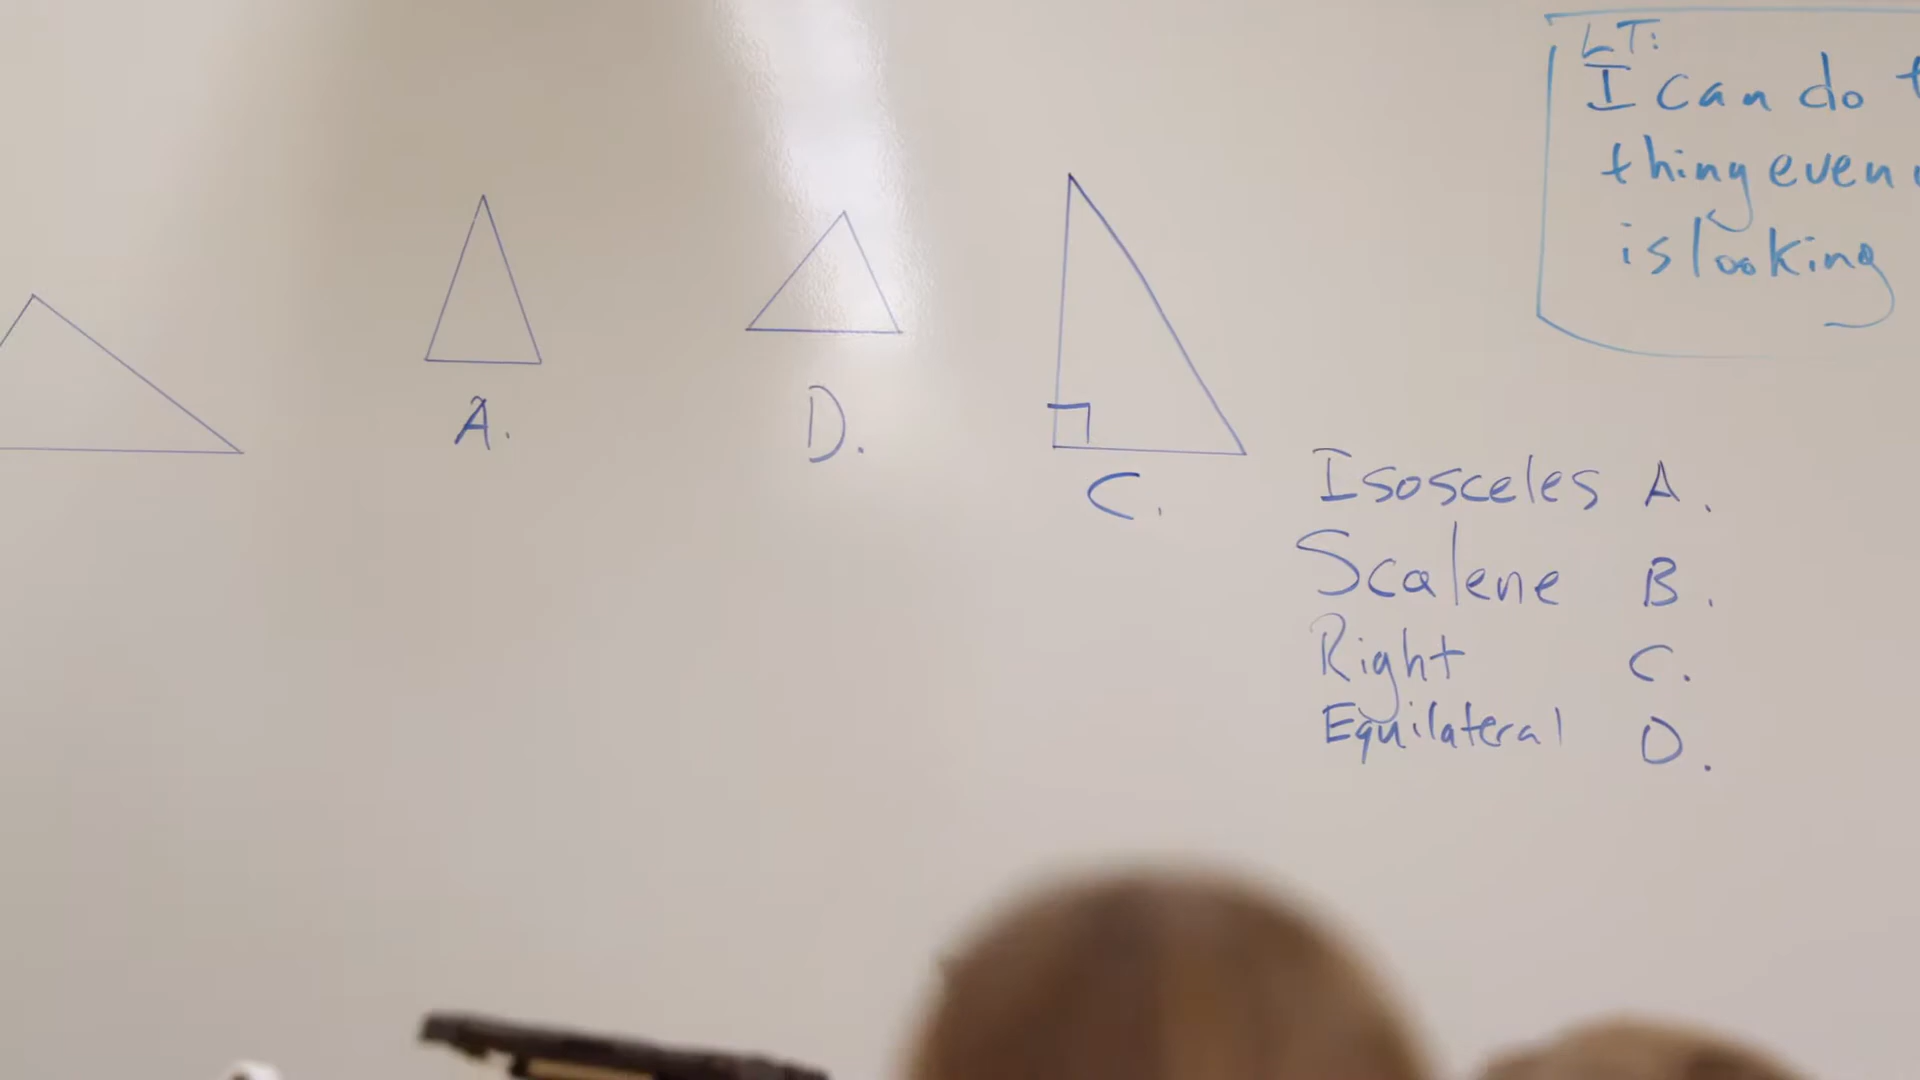 LT:
I can do
thing even
is looking
A.
D.
C.
Isosceles A.
Scalene B.
Right C.
Equilateral D.